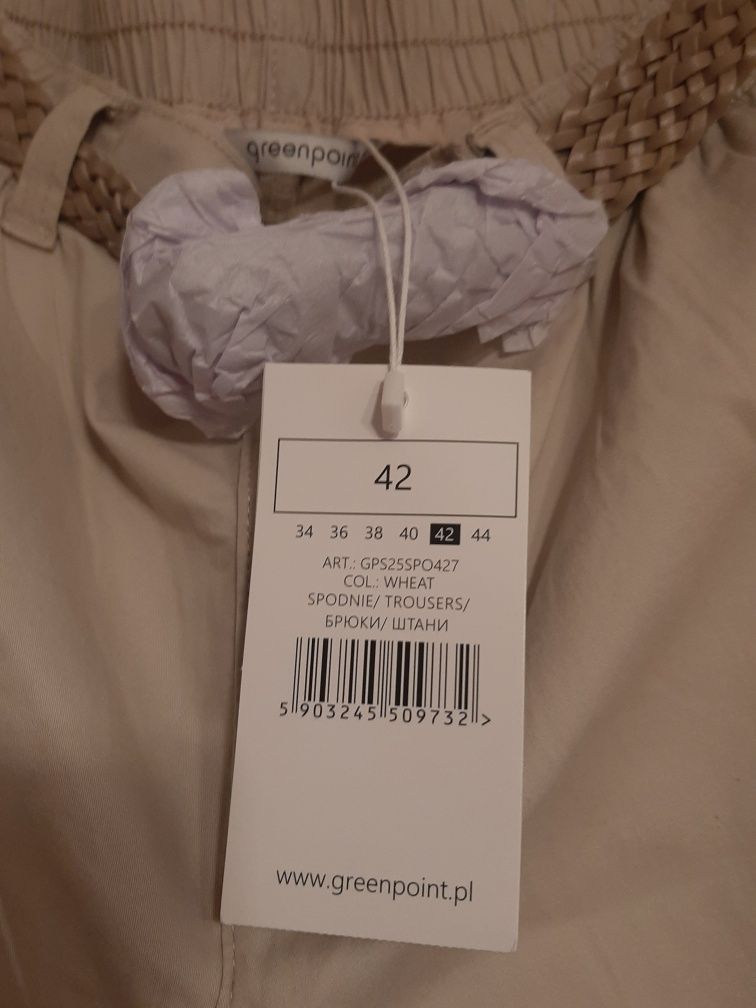 greenpoint
42
34 36 38 40 42 44
ART.: GPS25SPO427
COL.: WHEAT
SPODNIE/ TROUSERS/
БРЮКИ/ ШТАНИ
5 903245 509732 >
www.greenpoint.pl